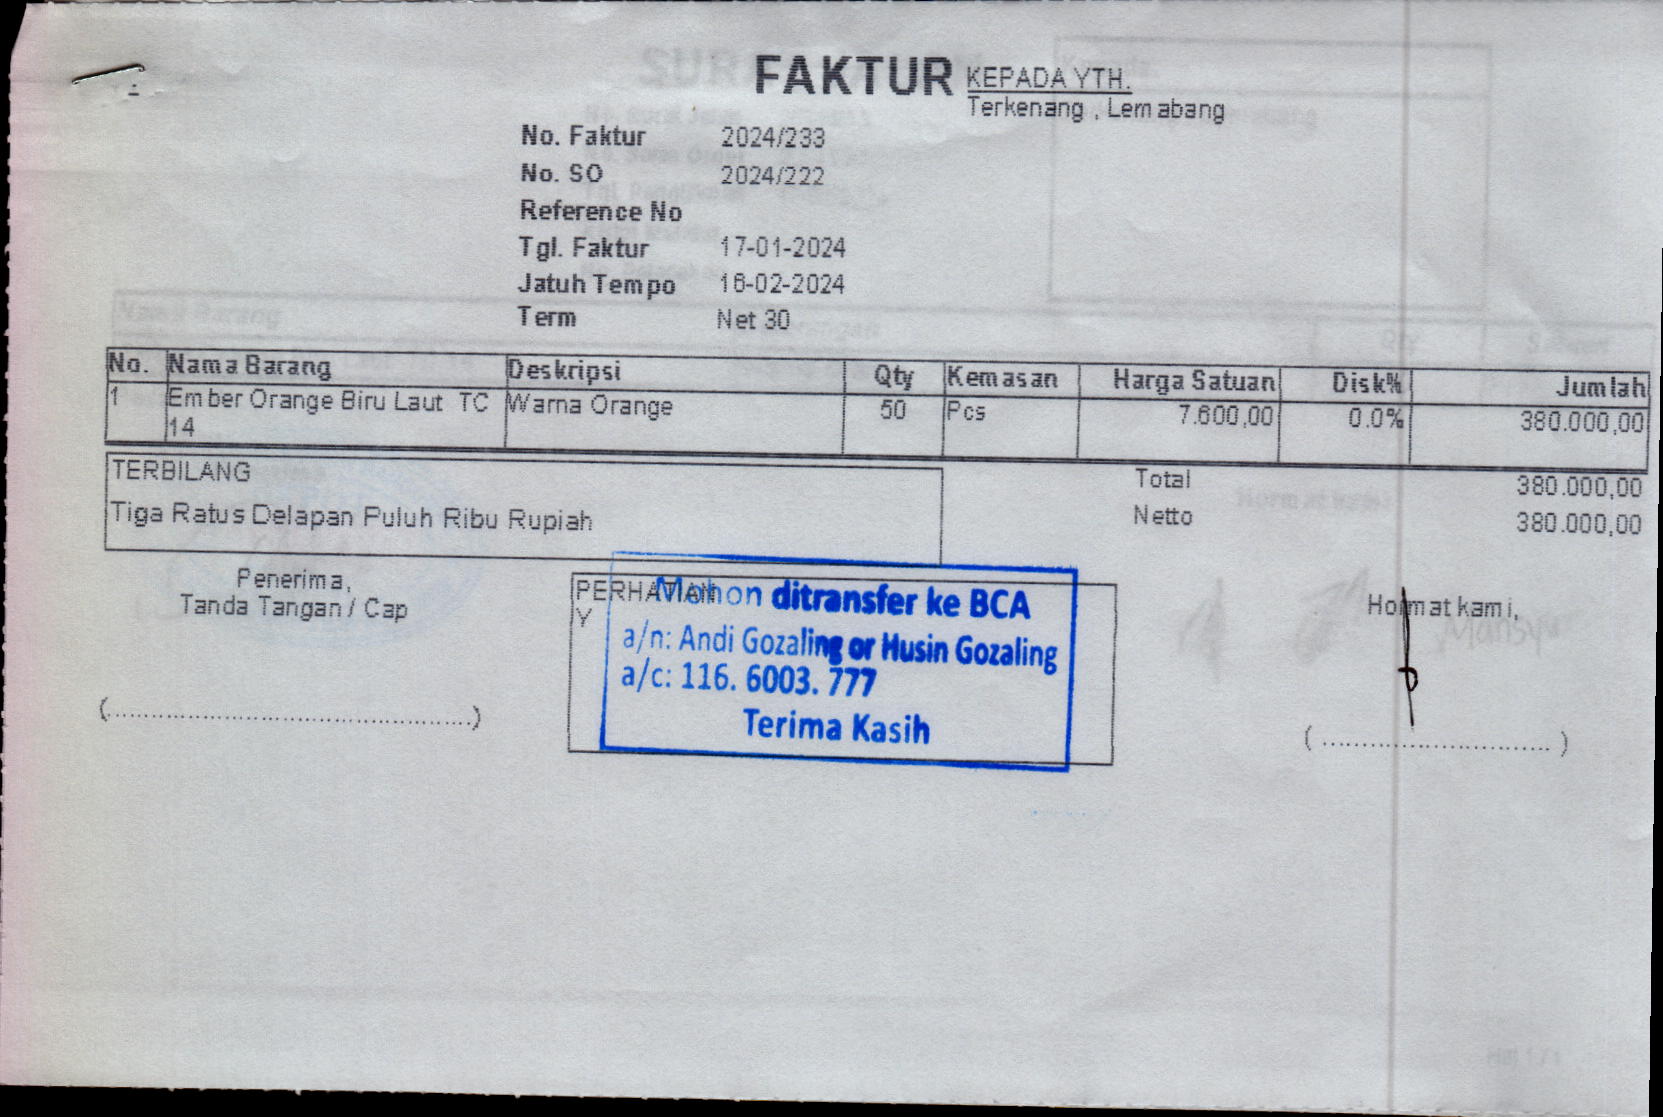 FAKTUR
KEPADA YTH.
Terkenang , Lemabang
No. Faktur 2024/233
No. SO 2024/222
Reference No
Tgl. Faktur 17-01-2024
Jatuh Tempo 16-02-2024
Term Net 30
No. Nama Barang Deskripsi Qty Kemasan Harga Satuan Disk% Jumlah
1 Ember Orange Biru Laut TC Warna Orange 50 Pcs 7.600,00 0.0% 380.000,00
14
TERBILANG Total 380.000,00
Tiga Ratus Delapan Puluh Ribu Rupiah Netto 380.000,00
Penerima,
Tanda Tangan / Cap
(...............................................)
PERHATIAN
Y
Mohon ditransfer ke BCA
a/n: Andi Gozaling or Husin Gozaling
a/c: 116. 6003. 777
Terima Kasih
Hormat kami,
( ............................. )